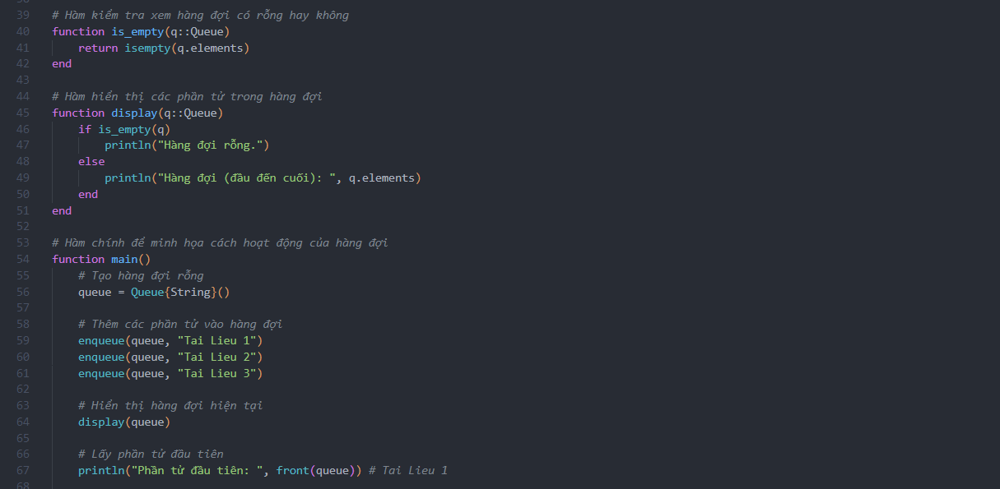 39 # Hàm kiểm tra xem hàng đợi có rỗng hay không
40 function is_empty(q::Queue)
41     return isempty(q.elements)
42 end
43
44 # Hàm hiển thị các phần tử trong hàng đợi
45 function display(q::Queue)
46     if is_empty(q)
47         println("Hàng đợi rỗng.")
48     else
49         println("Hàng đợi (đầu đến cuối): ", q.elements)
50     end
51 end
52
53 # Hàm chính để minh họa cách hoạt động của hàng đợi
54 function main()
55     # Tạo hàng đợi rỗng
56     queue = Queue{String}()
57
58     # Thêm các phần tử vào hàng đợi
59     enqueue(queue, "Tai Lieu 1")
60     enqueue(queue, "Tai Lieu 2")
61     enqueue(queue, "Tai Lieu 3")
62
63     # Hiển thị hàng đợi hiện tại
64     display(queue)
65
66     # Lấy phần tử đầu tiên
67     println("Phần tử đầu tiên: ", front(queue)) # Tai Lieu 1
68